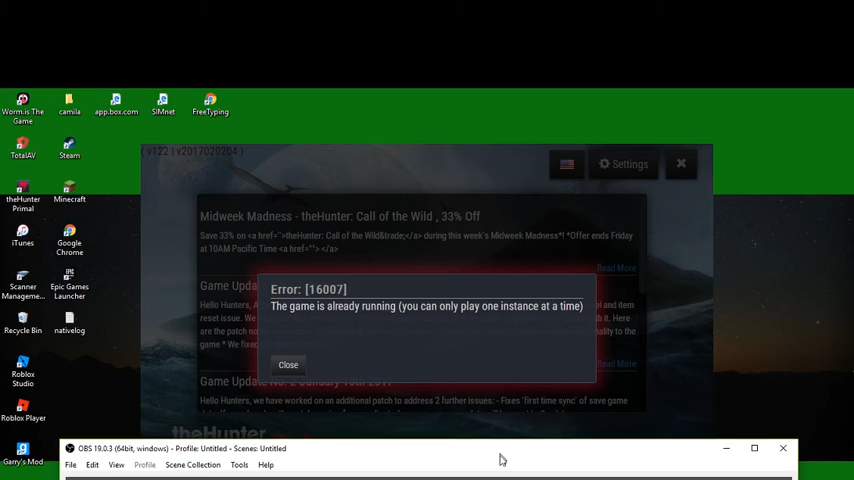 Worm.is The
Game
camila
app.box.com
SIMnet
FreeTyping
TotalAV
Steam
theHunter
Primal
Minecraft
iTunes
Google
Chrome
Scanner
Manageme...
Epic Games
Launcher
Recycle Bin
nativelog
Roblox
Studio
Roblox Player
Garry's Mod
( v122 | v2017020204 )
Settings
Midweek Madness - theHunter: Call of the Wild , 33% Off
Save 33% on <a href="">theHunter: Call of the Wild&trade;</a> during this week's Midweek Madness*! *Offer ends Friday
at 10AM Pacific Time <a href=""> </a>
Read More
Game Upda
Hello Hunters, A
and item
reset issue. We
Here
are the patch no
nality to the
game * We fixe
Read More
Error: [16007]
The game is already running (you can only play one instance at a time)
Close
Game Update No. 2 January 10th 2017
Hello Hunters, we have worked on an additional patch to address 2 further issues: - Fixes 'first time sync' of save game
theHunter
OBS 19.0.3 (64bit, windows) - Profile: Untitled - Scenes: Untitled
File Edit View Profile Scene Collection Tools Help